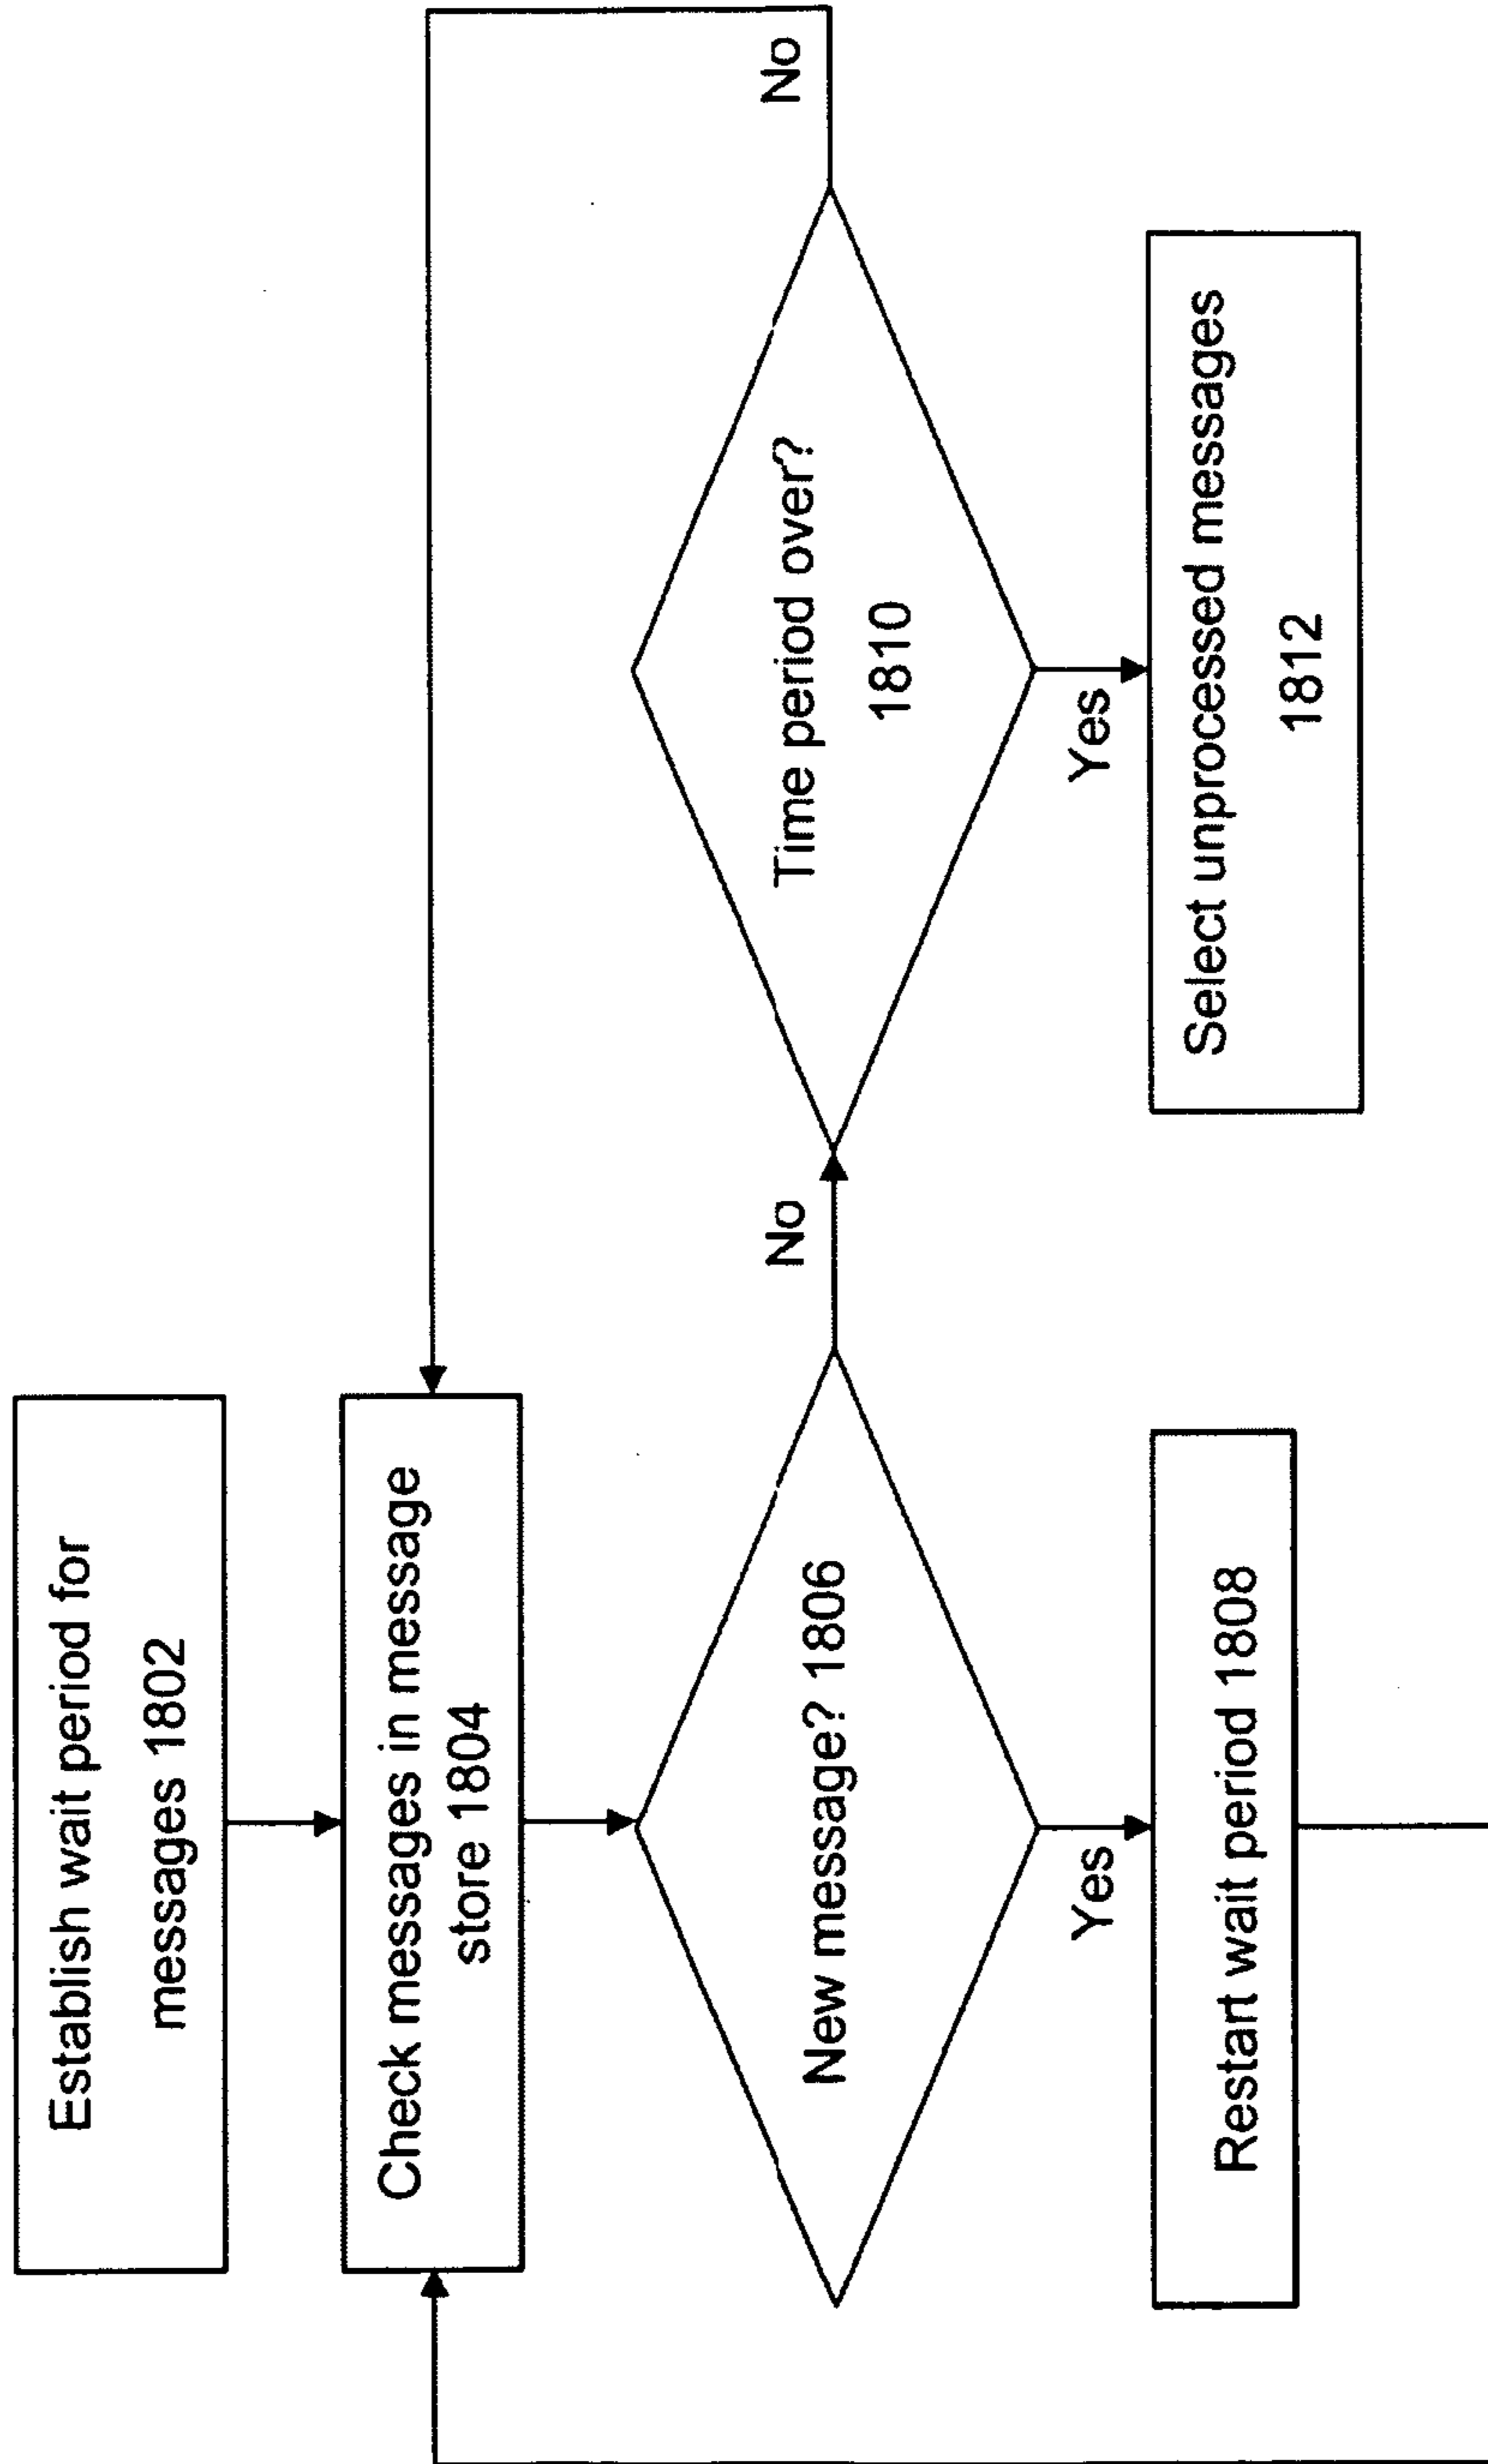 Establish wait period for
messages 1802
Check messages in message
store 1804
New message? 1806
No
Time period over?
1810
No
Yes
Restart wait period 1808
Yes
Select unprocessed messages
1812